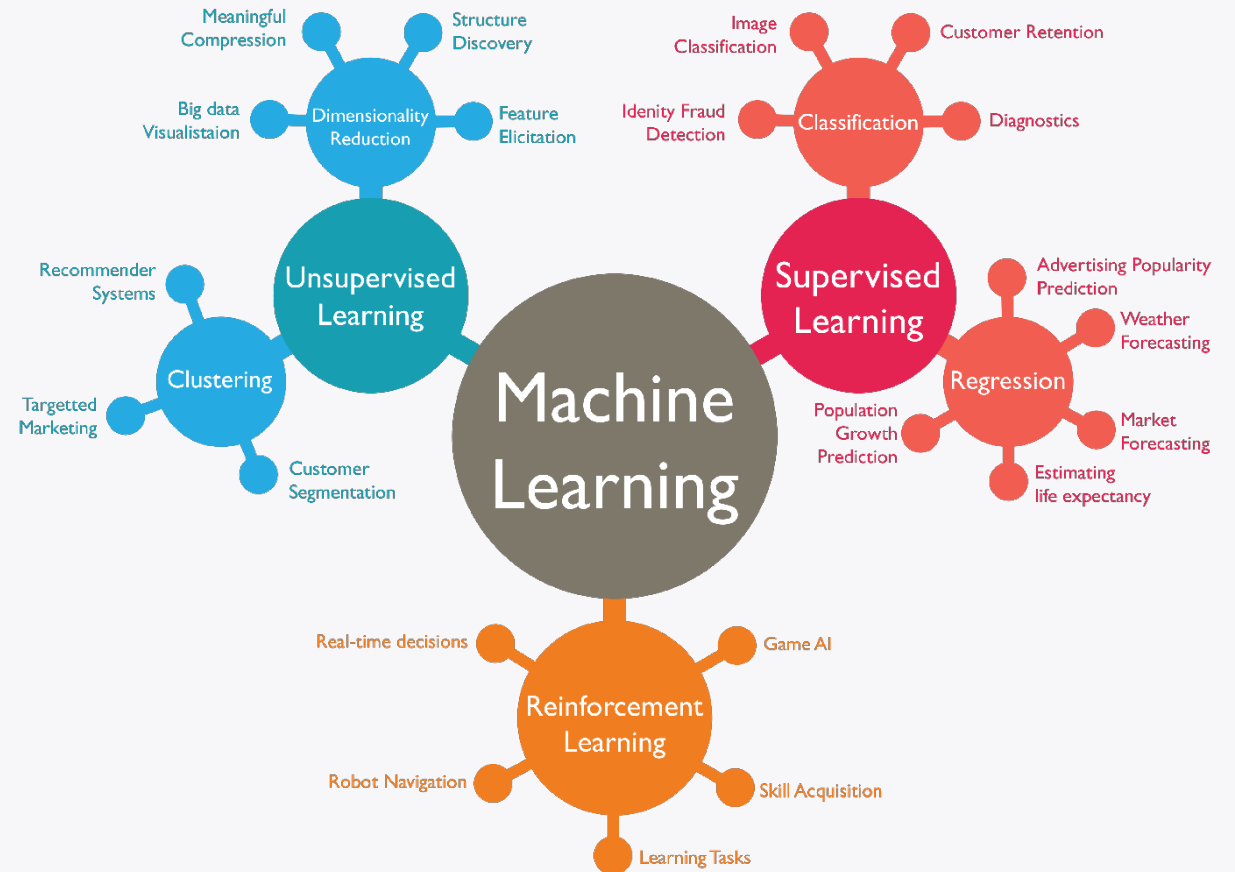 Meaningful
Compression
Structure
Discovery
Big data
Visualistaion
Dimensionality
Reduction
Feature
Elicitation
Image
Classification
Customer Retention
Idenity Fraud
Detection
Classification
Diagnostics
Recommender
Systems
Unsupervised
Learning
Clustering
Targetted
Marketing
Customer
Segmentation
Machine
Learning
Supervised
Learning
Advertising Popularity
Prediction
Weather
Forecasting
Regression
Population
Growth
Prediction
Market
Forecasting
Estimating
life expectancy
Real-time decisions
Game AI
Reinforcement
Learning
Robot Navigation
Skill Acquisition
Learning Tasks